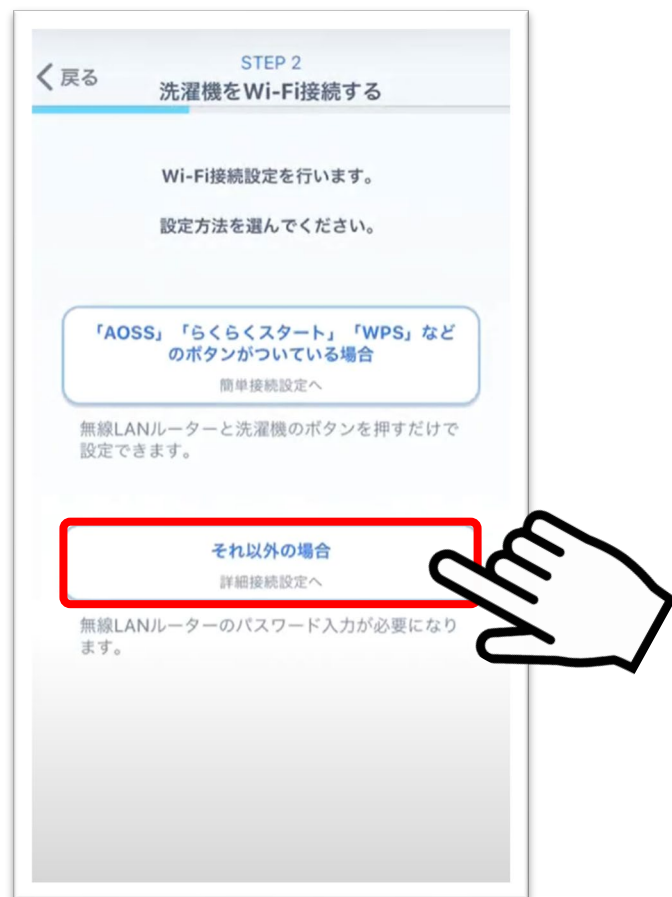 戻る
STEP 2
洗濯機をWi-Fi接続する
Wi-Fi接続設定を行います。
設定方法を選んでください。
「AOSS」「らくらくスタート」「WPS」など
のボタンがついている場合
簡単接続設定へ
無線LANルーターと洗濯機のボタンを押すだけで
設定できます。
それ以外の場合
詳細接続設定へ
無線LANルーターのパスワード入力が必要になり
ます。